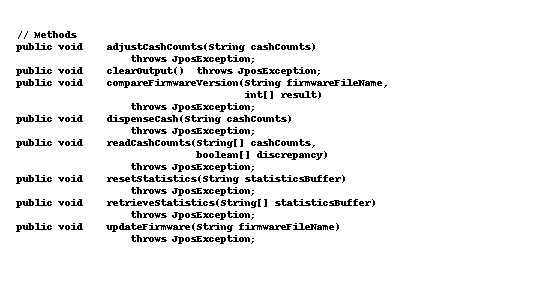 // Methods
public void adjustCashCounts(String cashCounts)
throws JposException;
public void clearOutput() throws JposException;
public void compareFirmwareVersion(String firmwareFileName,
int[] result)
throws JposException;
public void dispenseCash(String cashCounts)
throws JposException;
public void readCashCounts(String[] cashCounts,
boolean[] discrepancy)
throws JposException;
public void resetStatistics(String statisticsBuffer)
throws JposException;
public void retrieveStatistics(String[] statisticsBuffer)
throws JposException;
public void updateFirmware(String firmwareFileName)
throws JposException;